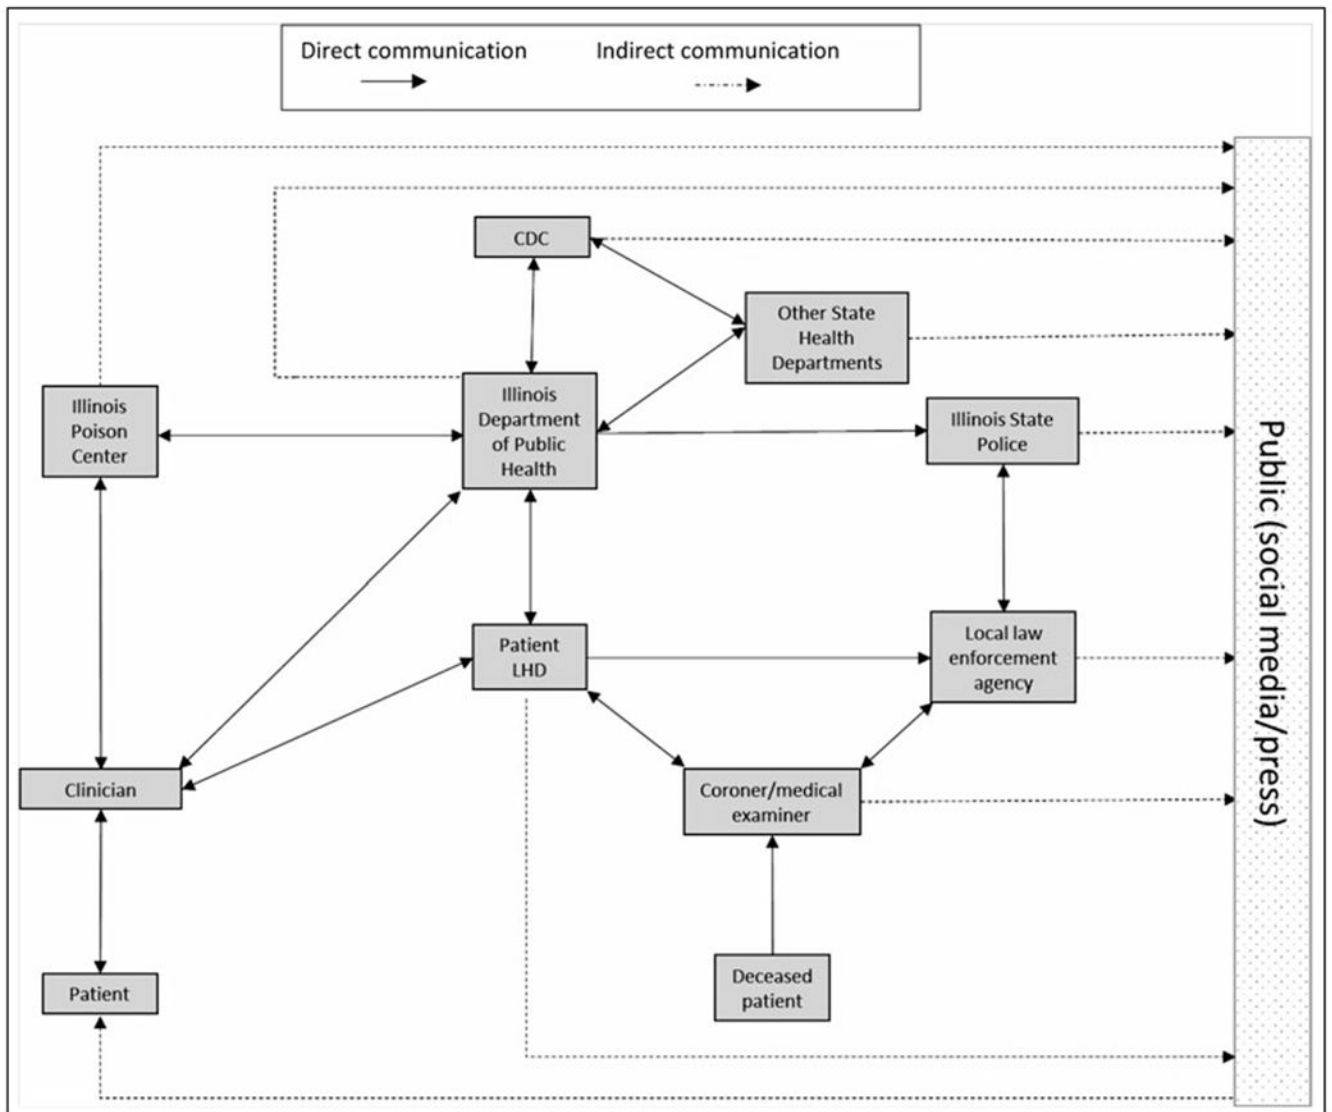 Direct communication
Indirect communication
CDC
Other State
Health
Departments
Illinois
Poison
Center
Illinois
Department
of Public
Health
Illinois State
Police
Patient
LHD
Local law
enforcement
agency
Clinician
Coroner/medical
examiner
Patient
Deceased
patient
Public (social media/press)